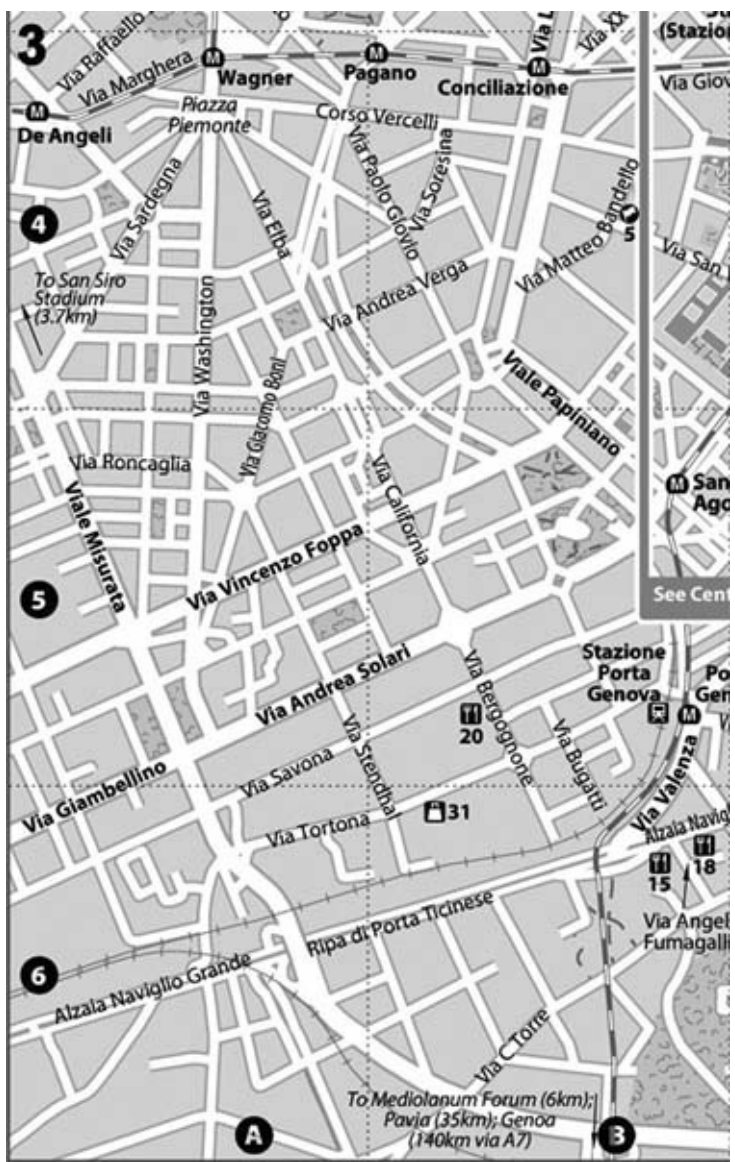 3
Via Raffaello
Via Marghera
M
Wagner
M
Pagano
M
Conciliazione
Via L
Via XX
(Stazion
Via Giov
M
De Angeli
Piazza
Piemonte
Corso Vercelli
Via Paolo Giovio
Via Soresina
Via Matteo Bandello
5
Via San V
4
Via Sardegna
Via Elba
Via Andrea Verga
To San Siro
Stadium
(3.7km)
Via Washington
Via Giacomo Boni
Viale Papiniano
Via Roncaglia
Viale Misurata
Via California
Via Vincenzo Foppa
M
San
Ago
5
See Cent
Via Andrea Solari
Stazione
Porta
Genova
M
Po
Gen
Via Bergognone
20
Via Bugatti
Via Stendhal
Via Savona
Via Giambellino
Via Valenza
31
Via Tortona
Alzaia Navigli
15
18
Via Angel
Fumagalli
Ripa di Porta Ticinese
6
Alzaia Naviglio Grande
Via C Torre
To Mediolanum Forum (6km);
Pavia (35km); Genoa
(140km via A7)
A
B